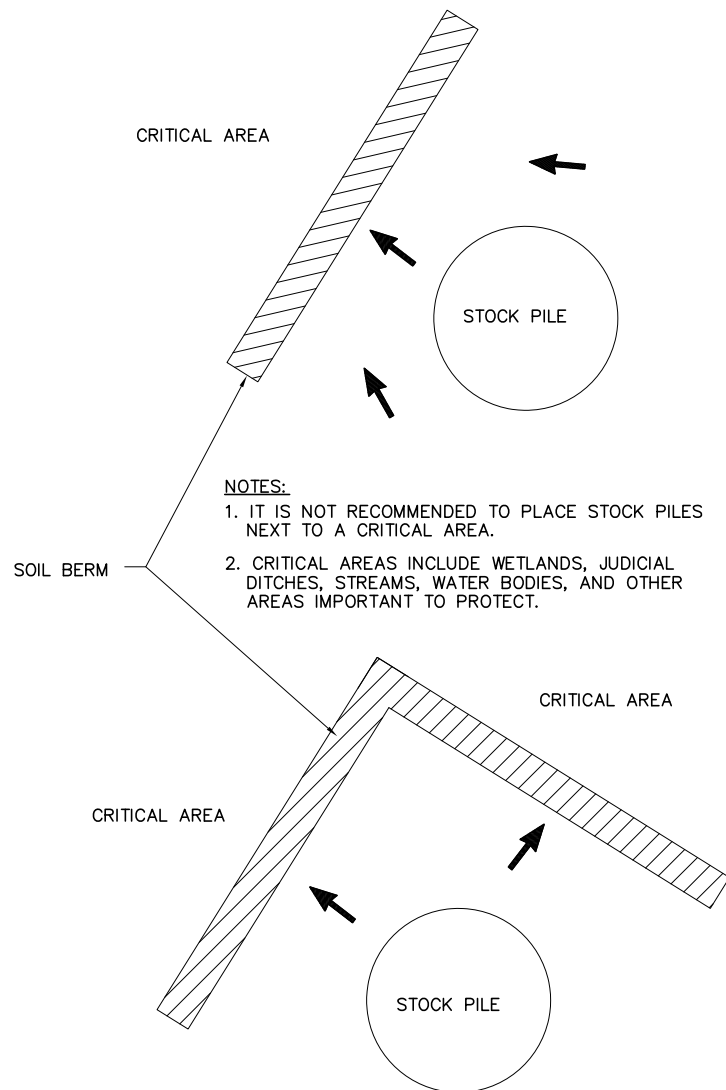 CRITICAL AREA
STOCK PILE
NOTES:
1. IT IS NOT RECOMMENDED TO PLACE STOCK PILES
NEXT TO A CRITICAL AREA.
2. CRITICAL AREAS INCLUDE WETLANDS, JUDICIAL
DITCHES, STREAMS, WATER BODIES, AND OTHER
AREAS IMPORTANT TO PROTECT.
SOIL BERM
CRITICAL AREA
CRITICAL AREA
STOCK PILE